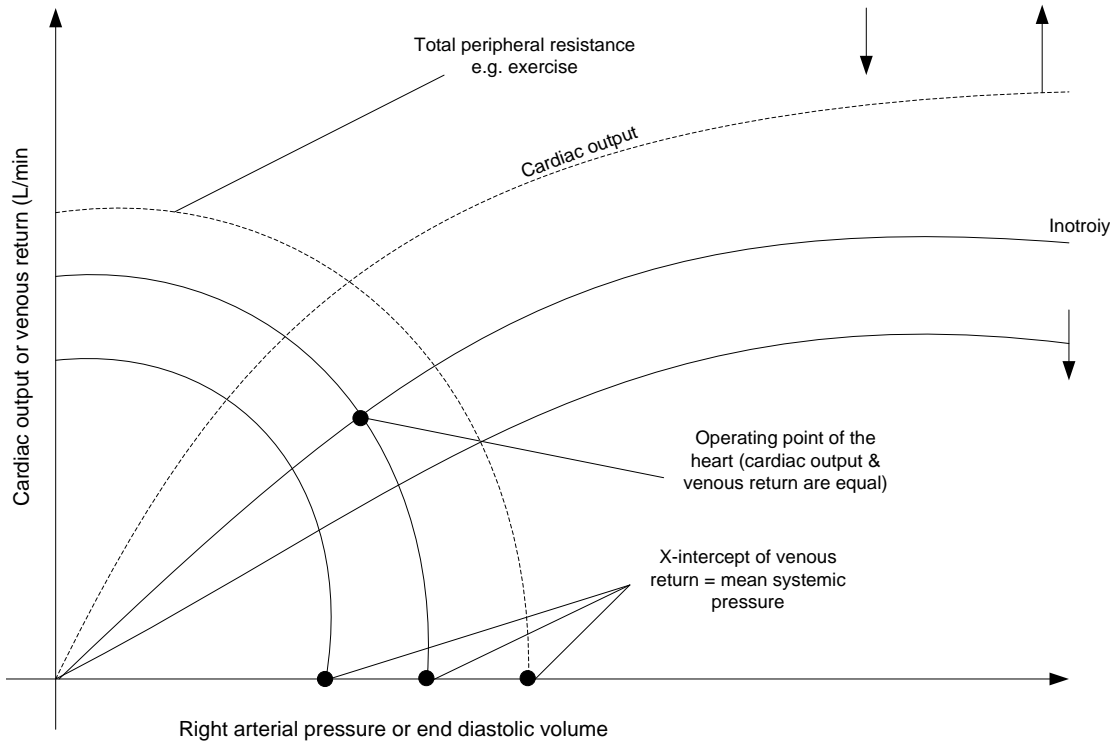 Total peripheral resistance
e.g. exercise
Cardiac output
Cardiac output or venous return (L/min
Inotroiy
Operating point of the
heart (cardiac output &
venous return are equal)
X-intercept of venous
return = mean systemic
pressure
Right arterial pressure or end diastolic volume